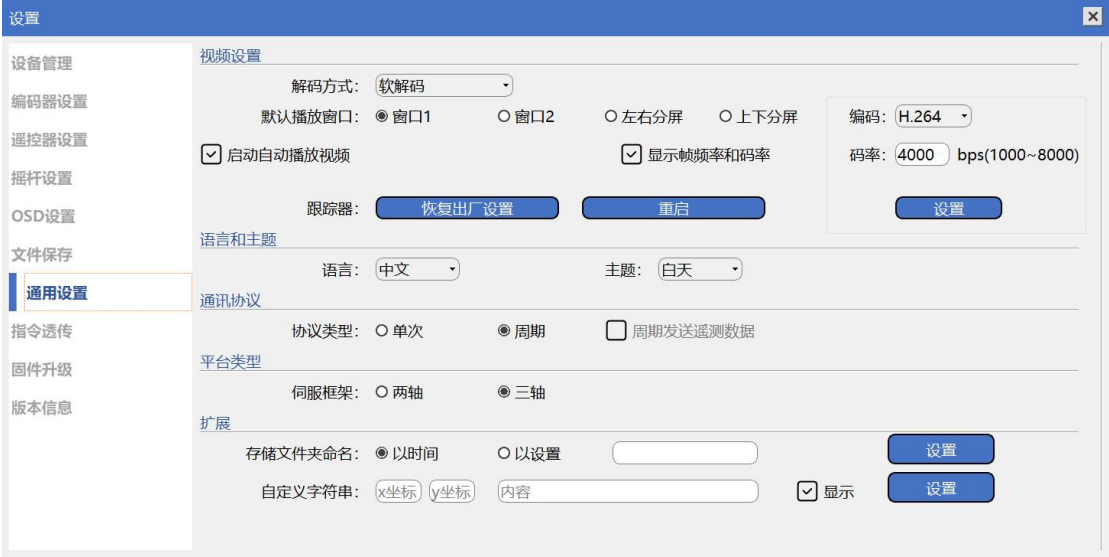 设置
设备管理
编码器设置
遥控器设置
摇杆设置
OSD设置
文件保存
通用设置
指令透传
固件升级
版本信息
视频设置
解码方式： 软解码
默认播放窗口： 窗口1 窗口2 左右分屏 上下分屏
启动自动播放视频 显示帧频率和码率
编码： H.264
码率： 4000 bps(1000~8000)
设置
跟踪器： 恢复出厂设置 重启
语言和主题
语言： 中文 主题： 白天
通讯协议
协议类型： 单次 周期 周期发送遥测数据
平台类型
伺服框架： 两轴 三轴
扩展
存储文件夹命名： 以时间 以设置 设置
自定义字符串： x坐标 y坐标 内容 显示 设置